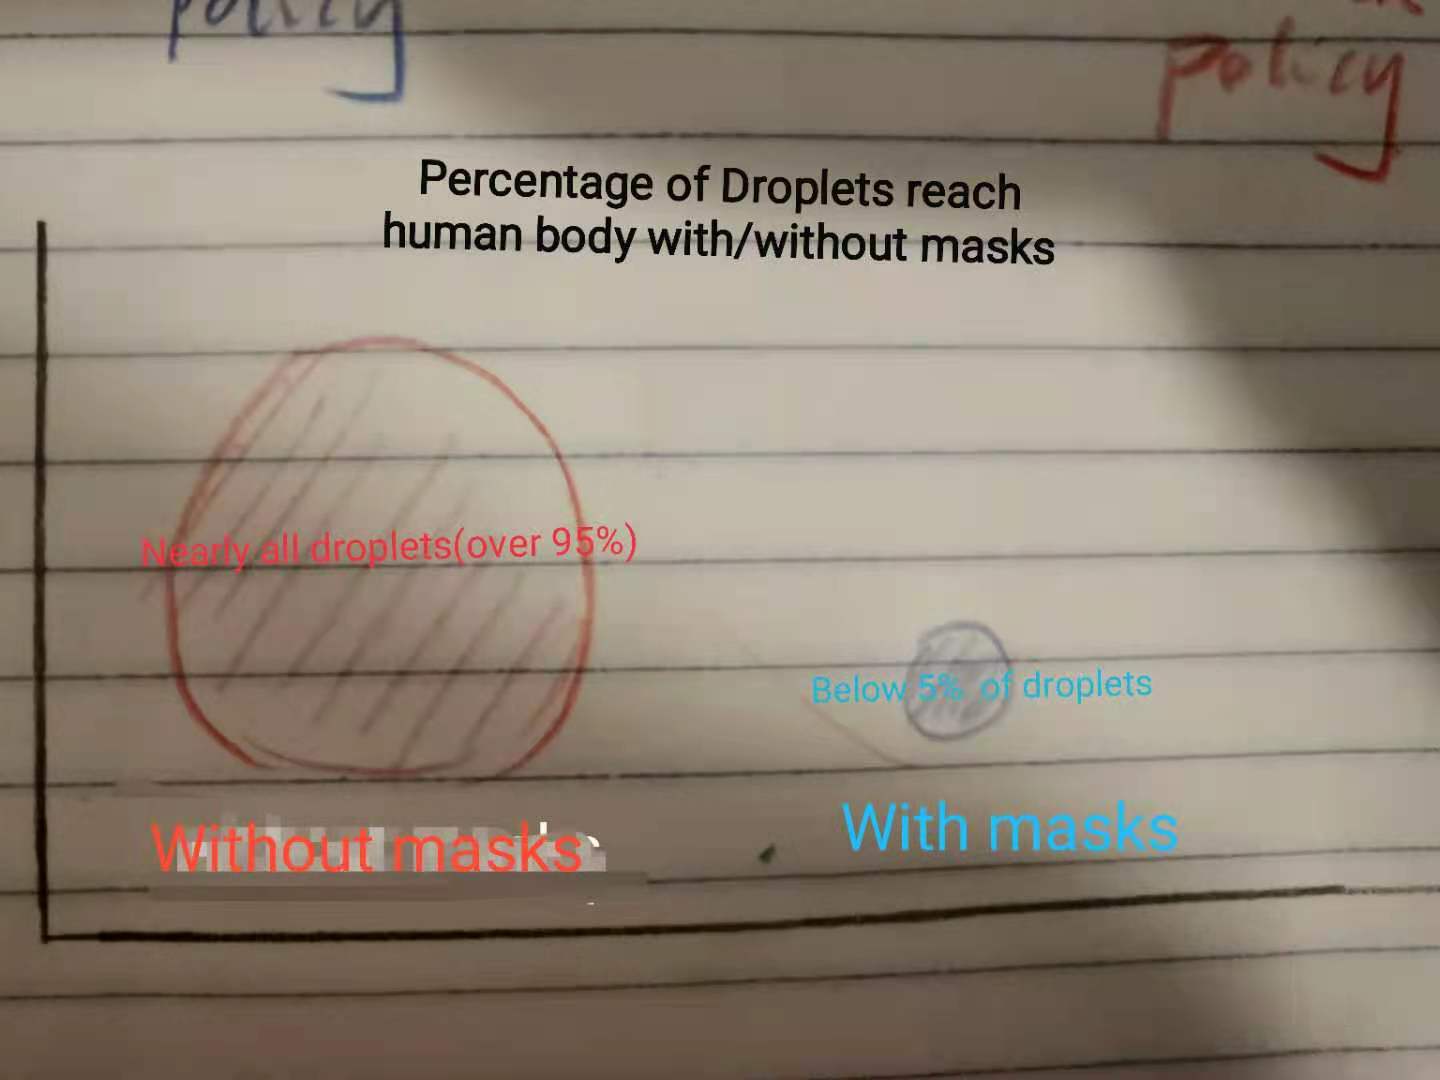 policy
policy
Percentage of Droplets reach
human body with/without masks
Nearly all droplets(over 95%)
Below 5% of droplets
Without masks
With masks